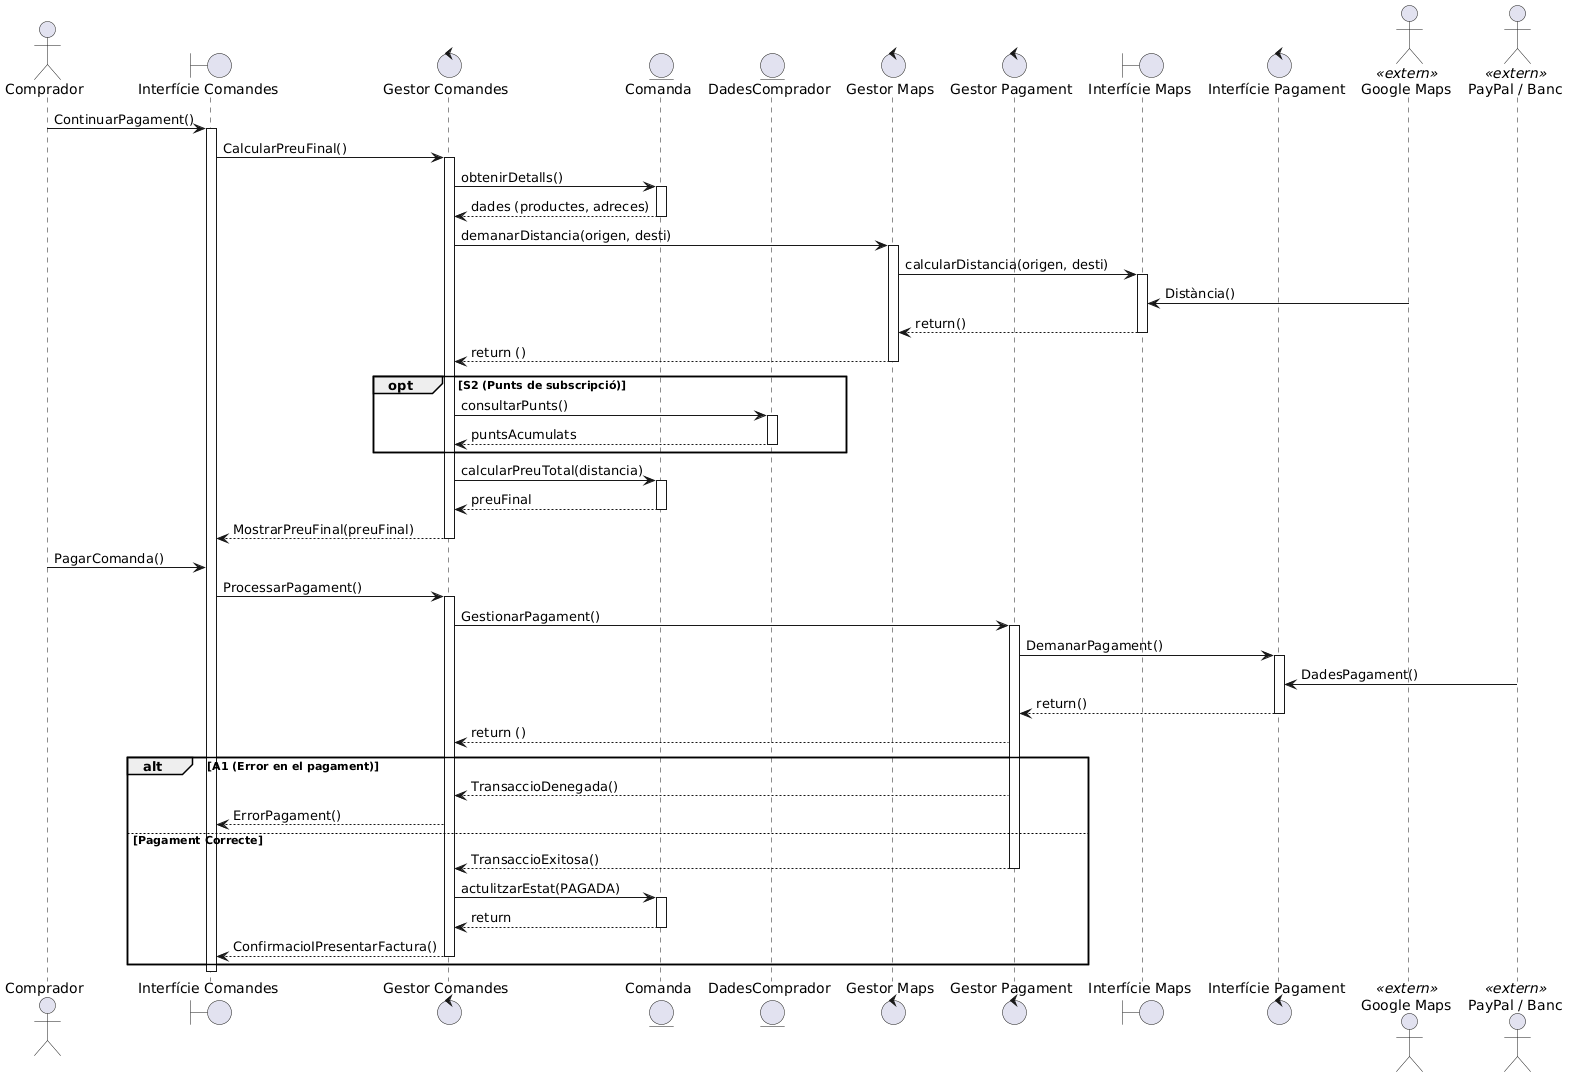 «extern» «extern»
Comprador Interfície Comandes Gestor Comandes Comanda DadesComprador Gestor Maps Gestor Pagament Interfície Maps Interfície Pagament Google Maps PayPal / Banc
ContinuarPagament()
CalcularPreuFinal()
obtenirDetalls()
dades (productes, adreces)
demanarDistancia(origen, desti)
calcularDistancia(origen, desti)
Distància()
return()
return ()
opt [S2 (Punts de subscripció)]
consultarPunts()
puntsAcumulats
calcularPreuTotal(distancia)
preuFinal
MostrarPreuFinal(preuFinal)
PagarComanda()
ProcessarPagament()
GestionarPagament()
DemanarPagament()
DadesPagament()
return()
return ()
alt [A1 (Error en el pagament)]
TransaccioDenegada()
ErrorPagament()
[Pagament Correcte]
TransaccioExitosa()
actulitzarEstat(PAGADA)
return
ConfirmacioIPresentarFactura()
Comprador Interfície Comandes Gestor Comandes Comanda DadesComprador Gestor Maps Gestor Pagament Interfície Maps Interfície Pagament «extern» «extern»
Google Maps PayPal / Banc